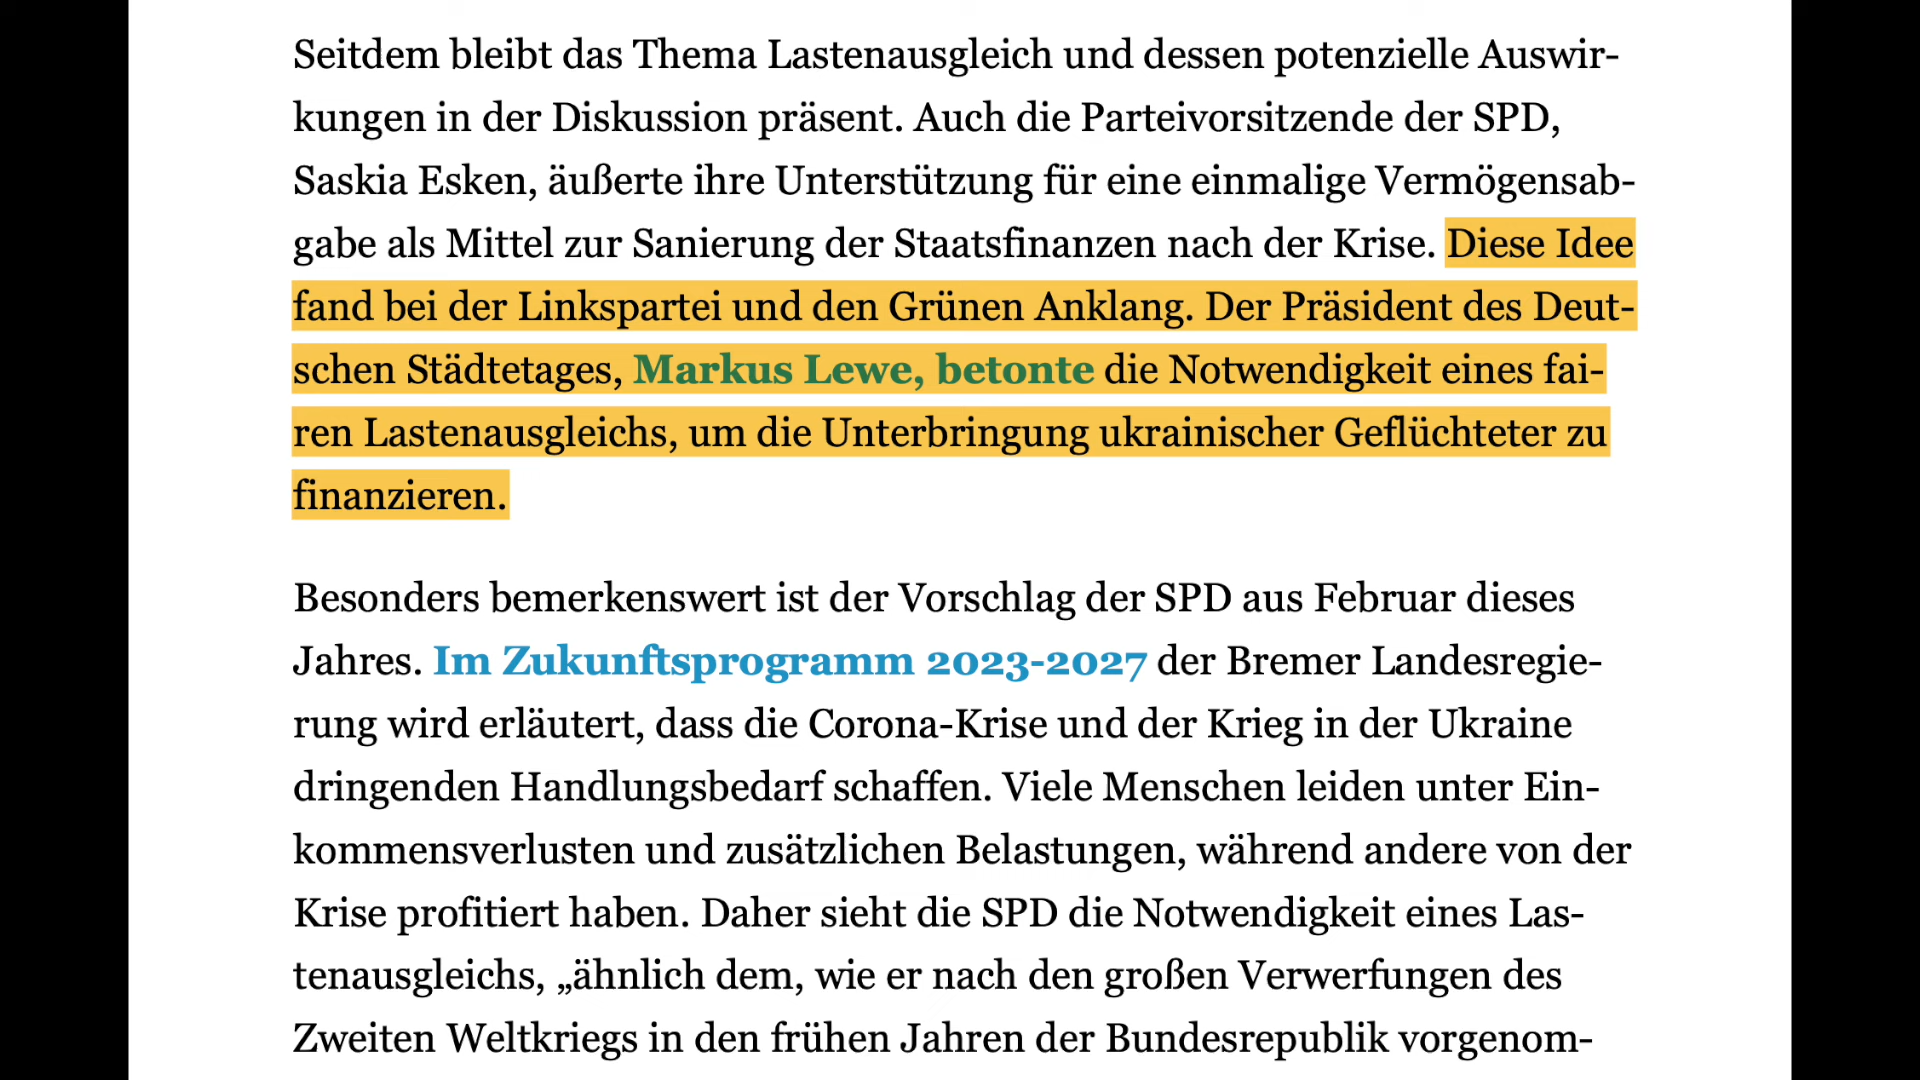 Seitdem bleibt das Thema Lastenausgleich und dessen potenzielle Auswir-
kungen in der Diskussion präsent. Auch die Parteivorsitzende der SPD,
Saskia Esken, äußerte ihre Unterstützung für eine einmalige Vermögensab-
gabe als Mittel zur Sanierung der Staatsfinanzen nach der Krise. Diese Idee
fand bei der Linkspartei und den Grünen Anklang. Der Präsident des Deut-
schen Städtetages, Markus Lewe, betonte die Notwendigkeit eines fai-
ren Lastenausgleichs, um die Unterbringung ukrainischer Geflüchteter zu
finanzieren.
Besonders bemerkenswert ist der Vorschlag der SPD aus Februar dieses
Jahres. Im Zukunftsprogramm 2023-2027 der Bremer Landesregie-
rung wird erläutert, dass die Corona-Krise und der Krieg in der Ukraine
dringenden Handlungsbedarf schaffen. Viele Menschen leiden unter Ein-
kommensverlusten und zusätzlichen Belastungen, während andere von der
Krise profitiert haben. Daher sieht die SPD die Notwendigkeit eines Las-
tenausgleichs, „ähnlich dem, wie er nach den großen Verwerfungen des
Zweiten Weltkriegs in den frühen Jahren der Bundesrepublik vorgenom-